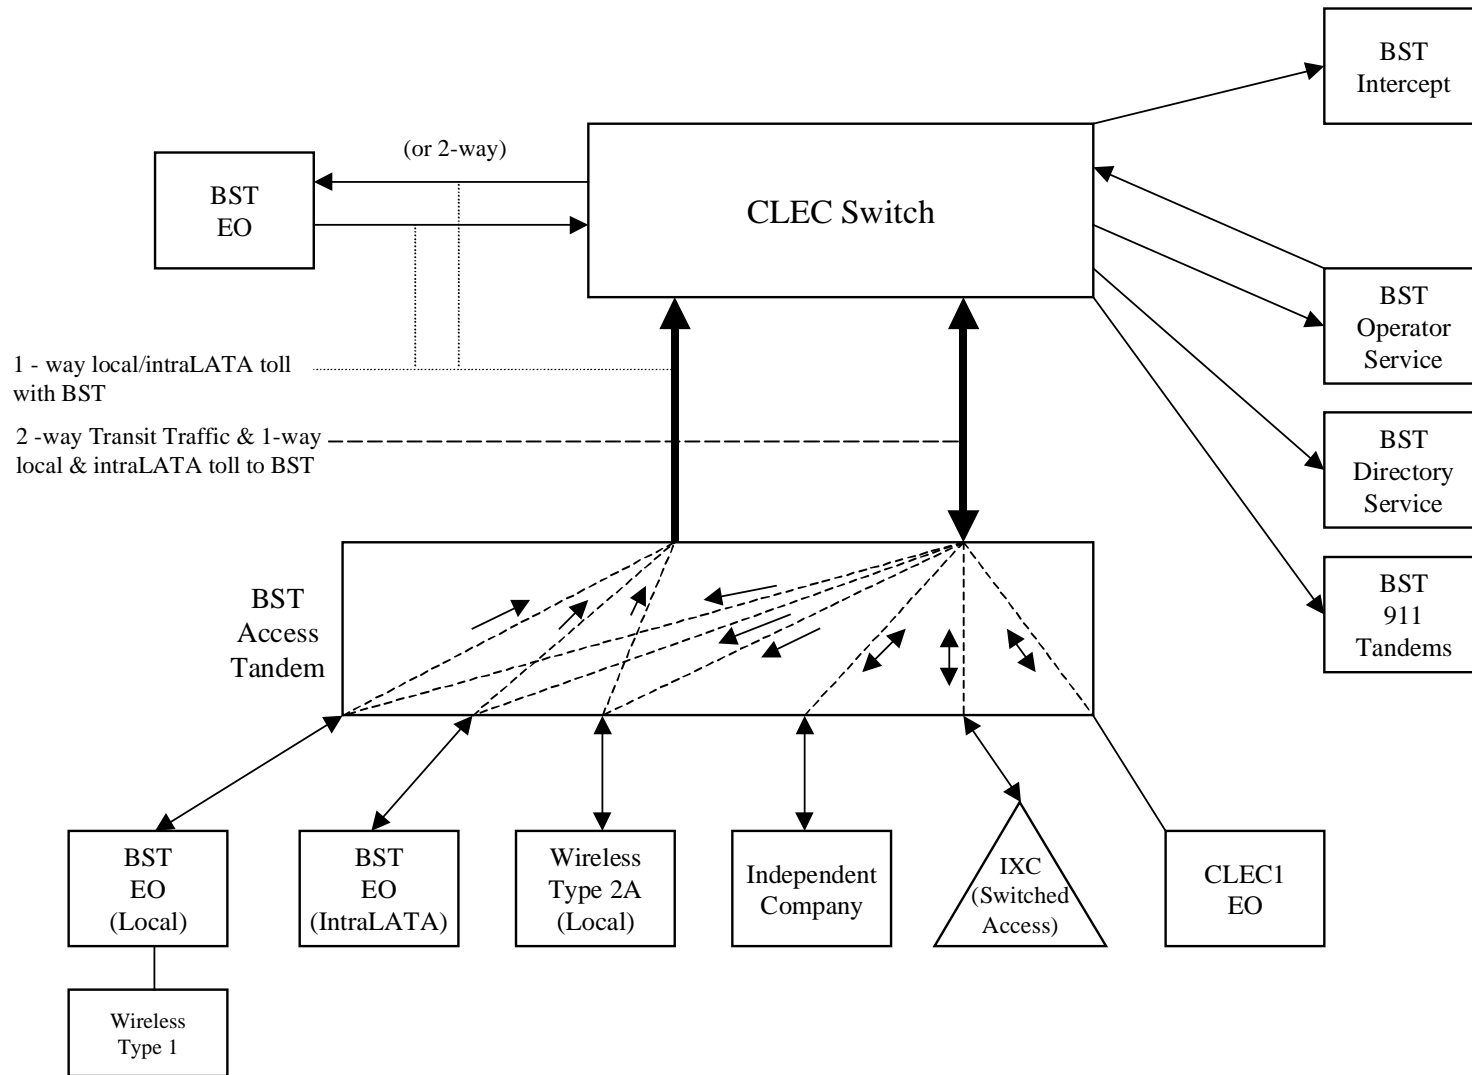 BST
Intercept
(or 2-way)
BST
EO
CLEC Switch
BST
Operator
Service
1 - way local/intraLATA toll
with BST
2 -way Transit Traffic & 1-way
local & intraLATA toll to BST
BST
Directory
Service
BST
911
Tandems
BST
Access
Tandem
BST
EO
(Local)
BST
EO
(IntraLATA)
Wireless
Type 2A
(Local)
Independent
Company
IXC
(Switched
Access)
CLEC1
EO
Wireless
Type 1